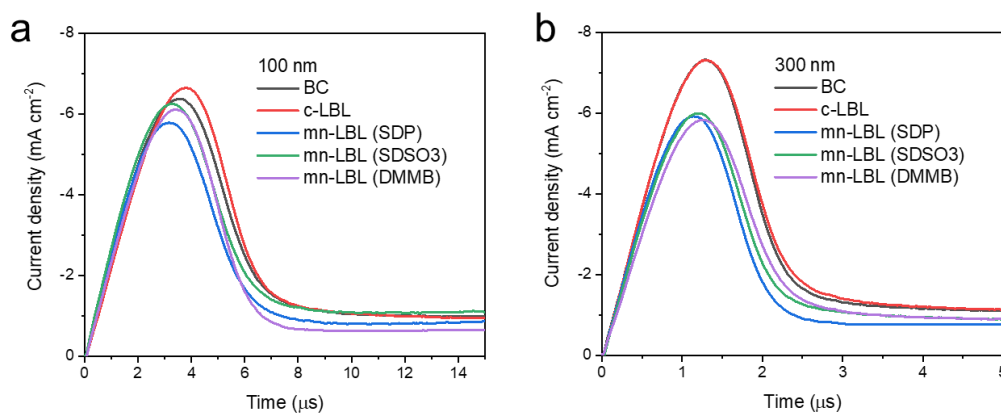 a
100 nm
BC
c-LBL
mn-LBL (SDP)
mn-LBL (SDSO3)
mn-LBL (DMMB)
-8
-6
-4
-2
0
Current density (mA cm⁻²)
0 2 4 6 8 10 12 14
Time (μs)
b
300 nm
BC
c-LBL
mn-LBL (SDP)
mn-LBL (SDSO3)
mn-LBL (DMMB)
-8
-6
-4
-2
0
Current density (mA cm⁻²)
0 1 2 3 4 5
Time (μs)